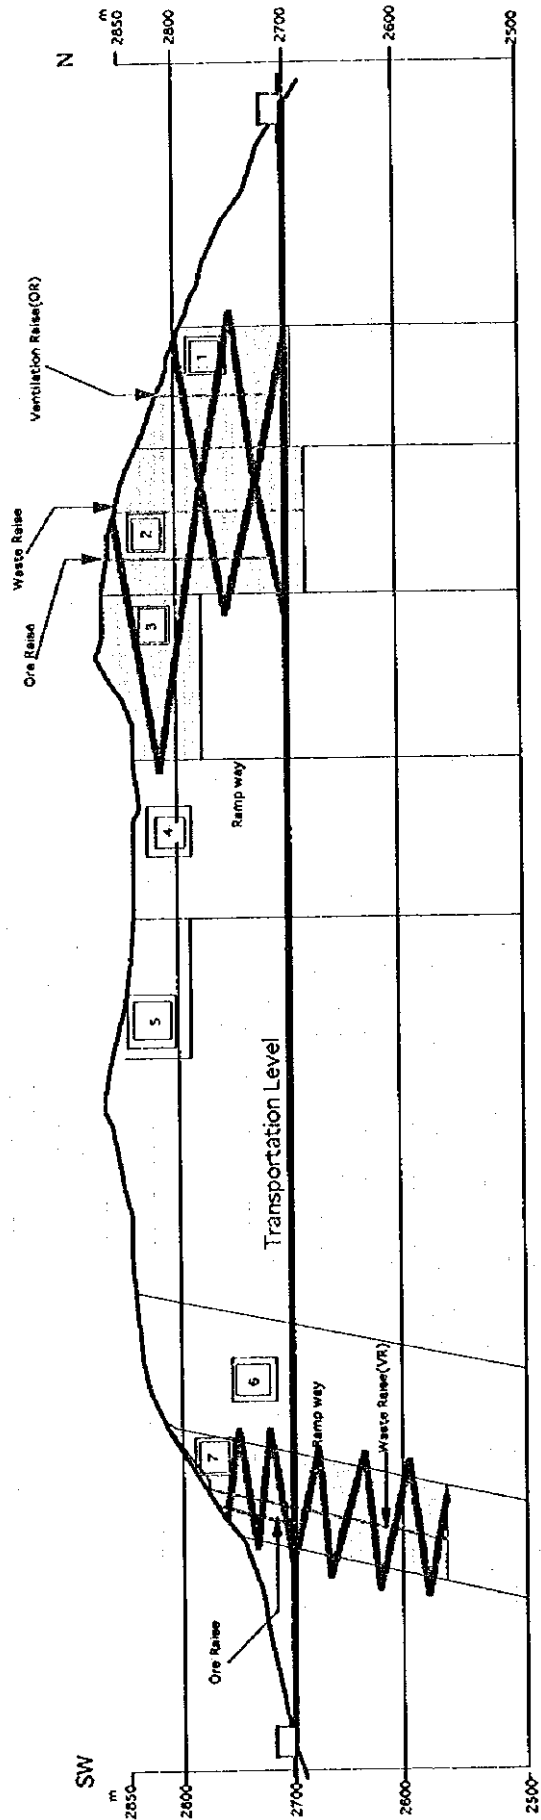 SW
N
m
2850
2800
2700
2600
2500
m
2850
2800
2700
2600
2500
Ore Raise
Waste Raise
Ventilation Raise(OR)
1
2
3
4
5
6
7
Ramp way
Transportation Level
Ramp way
Waste Raise(VR)
Ore Raise